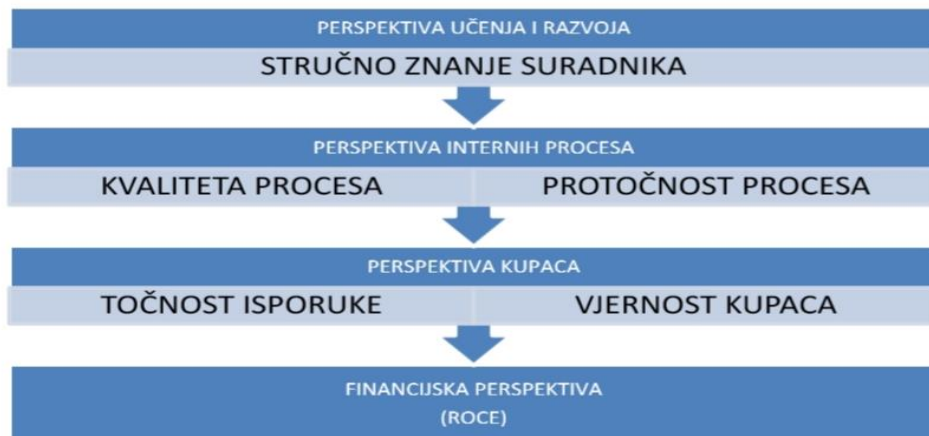 PERSPEKTIVA UČENJA I RAZVOJA
STRUČNO ZNANJE SURADNIKA
PERSPEKTIVA INTERNIH PROCESA
KVALITETA PROCESA
PROTOČNOST PROCESA
PERSPEKTIVA KUPACA
TOČNOST ISPORUKE
VJERNOST KUPACA
FINANCIJSKA PERSPEKTIVA
(ROCE)